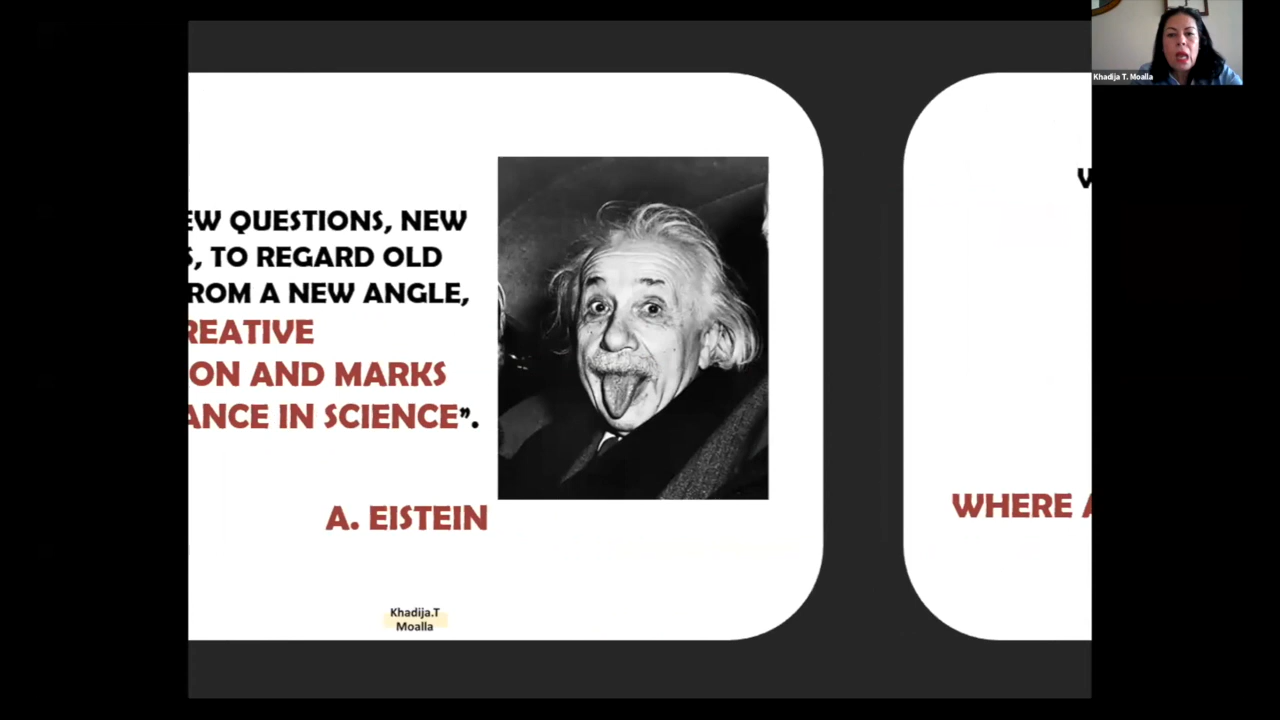 EW QUESTIONS, NEW
S, TO REGARD OLD
ROM A NEW ANGLE,
REATIVE
ON AND MARKS
ANCE IN SCIENCE”.
A. EISTEIN
Khadija.T
Moalla
WHERE
Khadija T. Moalla